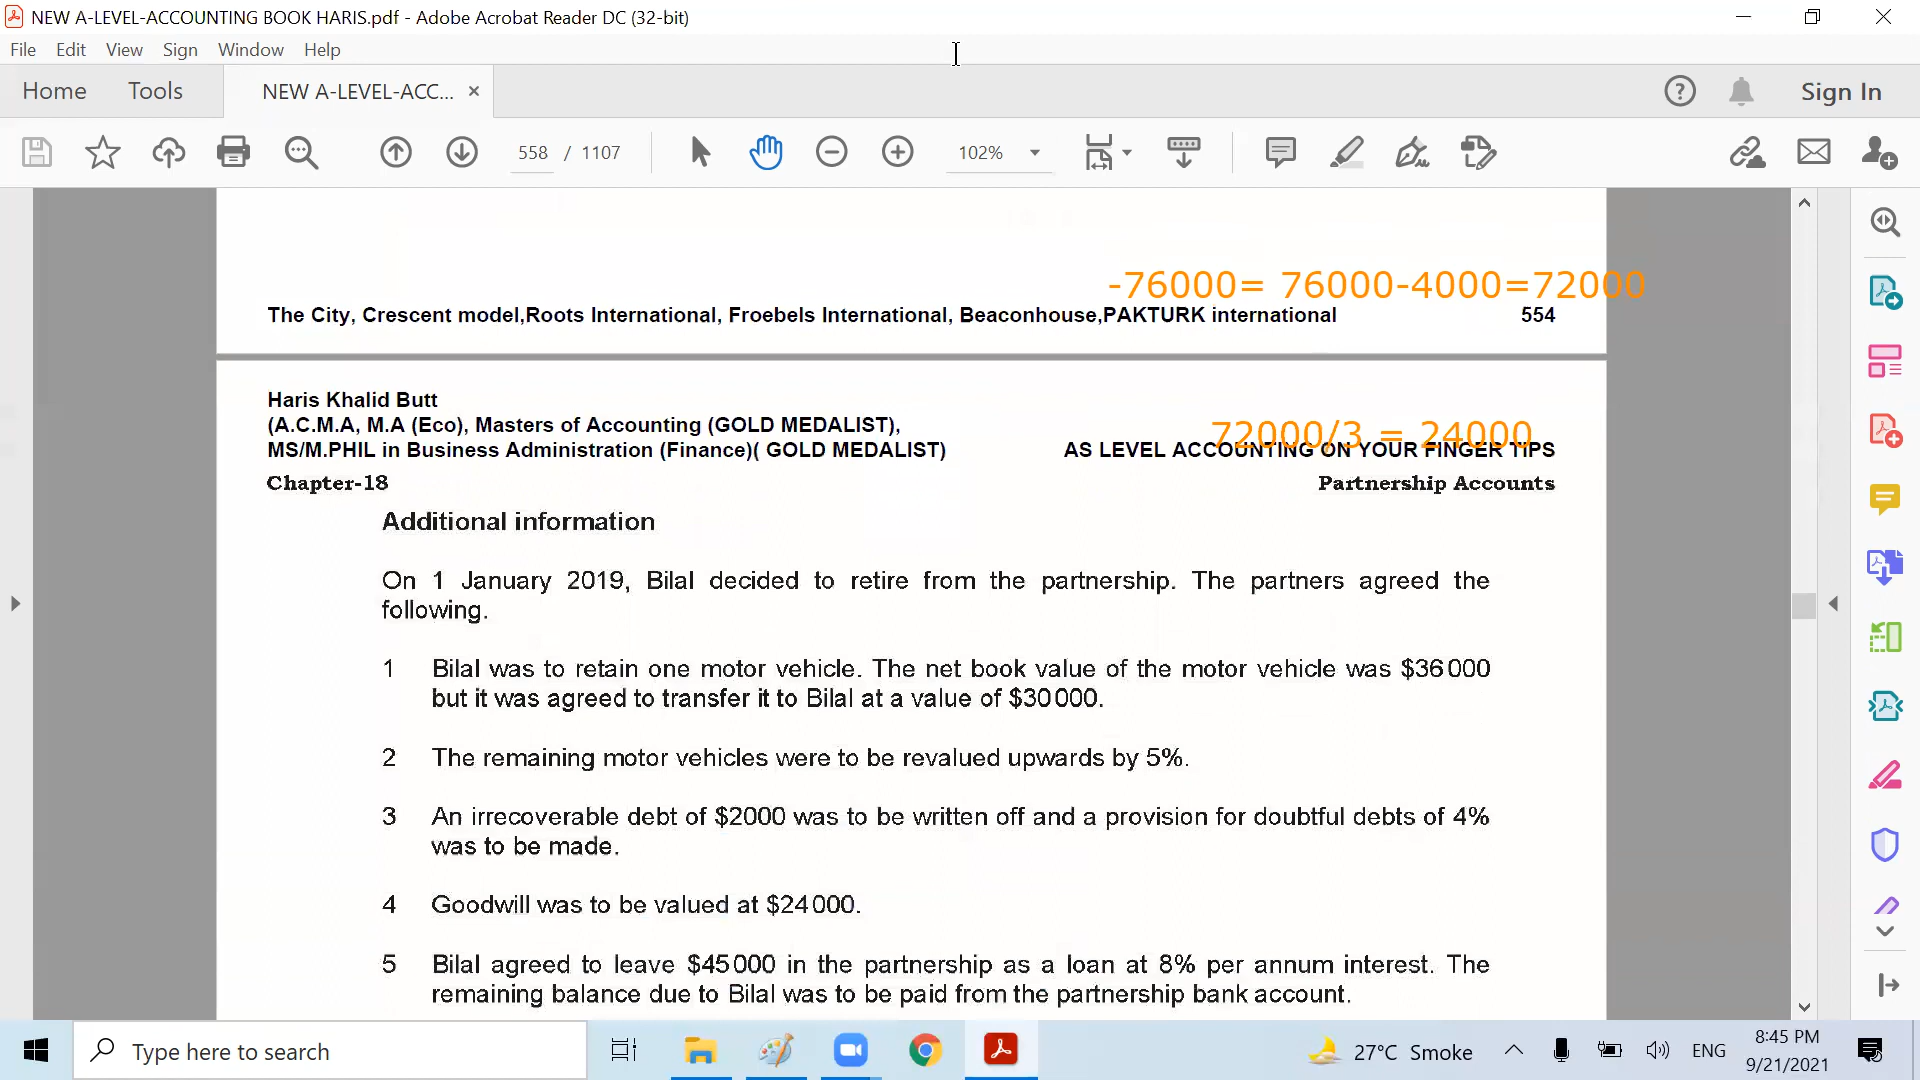 NEW A-LEVEL-ACCOUNTING BOOK HARIS.pdf - Adobe Acrobat Reader DC (32-bit)
File Edit View Sign Window Help
Home Tools NEW A-LEVEL-ACC... × Sign In
558 / 1107 102%
-76000= 76000-4000=72000
The City, Crescent model,Roots International, Froebels International, Beaconhouse,PAKTURK international 554
Haris Khalid Butt
(A.C.M.A, M.A (Eco), Masters of Accounting (GOLD MEDALIST),
72000/3 = 24000
MS/M.PHIL in Business Administration (Finance)( GOLD MEDALIST) AS LEVEL ACCOUNTING ON YOUR FINGER TIPS
Chapter-18 Partnership Accounts
Additional information
On 1 January 2019, Bilal decided to retire from the partnership. The partners agreed the
following.
1 Bilal was to retain one motor vehicle. The net book value of the motor vehicle was $36000
but it was agreed to transfer it to Bilal at a value of $30000.
2 The remaining motor vehicles were to be revalued upwards by 5%.
3 An irrecoverable debt of $2000 was to be written off and a provision for doubtful debts of 4%
was to be made.
4 Goodwill was to be valued at $24000.
5 Bilal agreed to leave $45000 in the partnership as a loan at 8% per annum interest. The
remaining balance due to Bilal was to be paid from the partnership bank account.
Type here to search
27°C Smoke
ENG
8:45 PM
9/21/2021